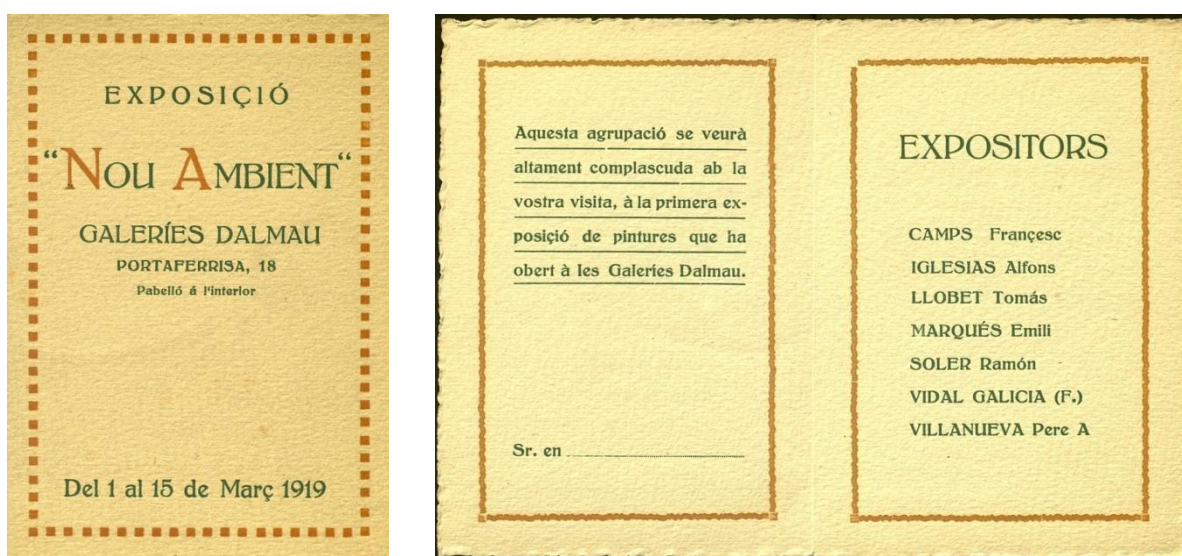 EXPOSIÇIÓ
“NOU AMBIENT“
GALERÍES DALMAU
PORTAFERRISA, 18
Pabelló á l'interior
Del 1 al 15 de Març 1919
Aquesta agrupació se veurà
altament complascuda ab la
vostra visita, à la primera ex-
posició de pintures que ha
obert à les Galeríes Dalmau.
Sr. en
EXPOSITORS
CAMPS Françesc
IGLESIAS Alfons
LLOBET Tomás
MARQUÉS Emili
SOLER Ramón
VIDAL GALICIA (F.)
VILLANUEVA Pere A